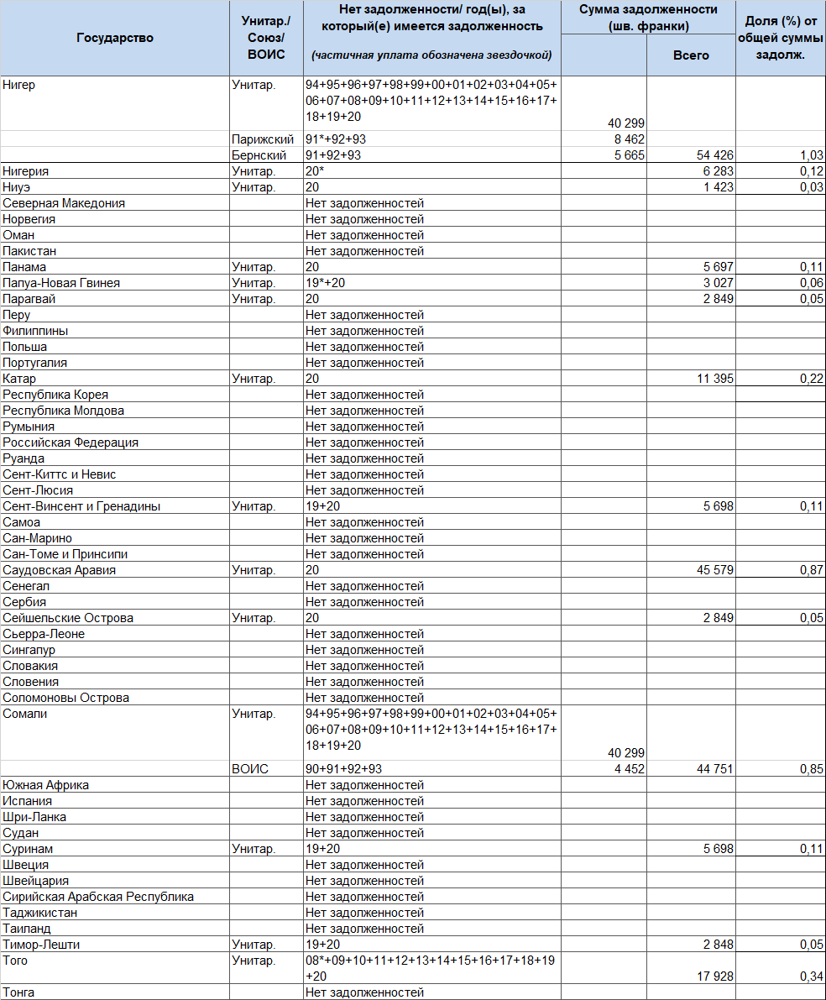 Государство
Унитар./
Союз/
ВОИС
Нет задолженности/ год(ы), за
который(е) имеется задолженность
(частичная уплата обозначена звездочкой)
Сумма задолженности
(шв. франки)
Всего
Доля (%) от
общей суммы
задолж.
Нигер Унитар. 94+95+96+97+98+99+00+01+02+03+04+05+
06+07+08+09+10+11+12+13+14+15+16+17+
18+19+20
40 299
Парижский 91*+92+93 8 462
Бернский 91+92+93 5 665 54 426 1,03
Нигерия Унитар. 20* 6 283 0,12
Ниуэ Унитар. 20 1 423 0,03
Северная Македония Нет задолженностей
Норвегия Нет задолженностей
Оман Нет задолженностей
Пакистан Нет задолженностей
Панама Унитар. 20 5 697 0,11
Папуа-Новая Гвинея Унитар. 19*+20 3 027 0,06
Парагвай Унитар. 20 2 849 0,05
Перу Нет задолженностей
Филиппины Нет задолженностей
Польша Нет задолженностей
Португалия Нет задолженностей
Катар Унитар. 20 11 395 0,22
Республика Корея Нет задолженностей
Республика Молдова Нет задолженностей
Румыния Нет задолженностей
Российская Федерация Нет задолженностей
Руанда Нет задолженностей
Сент-Киттс и Невис Нет задолженностей
Сент-Люсия Нет задолженностей
Сент-Винсент и Гренадины Унитар. 19+20 5 698 0,11
Самоа Нет задолженностей
Сан-Марино Нет задолженностей
Сан-Томе и Принсипи Нет задолженностей
Саудовская Аравия Унитар. 20 45 579 0,87
Сенегал Нет задолженностей
Сербия Нет задолженностей
Сейшельские Острова Унитар. 20 2 849 0,05
Сьерра-Леоне Нет задолженностей
Сингапур Нет задолженностей
Словакия Нет задолженностей
Словения Нет задолженностей
Соломоновы Острова Нет задолженностей
Сомали Унитар. 94+95+96+97+98+99+00+01+02+03+04+05+
06+07+08+09+10+11+12+13+14+15+16+17+
18+19+20
40 299
ВОИС 90+91+92+93 4 452 44 751 0,85
Южная Африка Нет задолженностей
Испания Нет задолженностей
Шри-Ланка Нет задолженностей
Судан Нет задолженностей
Суринам Унитар. 19+20 5 698 0,11
Швеция Нет задолженностей
Швейцария Нет задолженностей
Сирийская Арабская Республика Нет задолженностей
Таджикистан Нет задолженностей
Таиланд Нет задолженностей
Тимор-Лешти Унитар. 19+20 2 848 0,05
Того Унитар. 08*+09+10+11+12+13+14+15+16+17+18+19
+20 17 928 0,34
Тонга Нет задолженностей